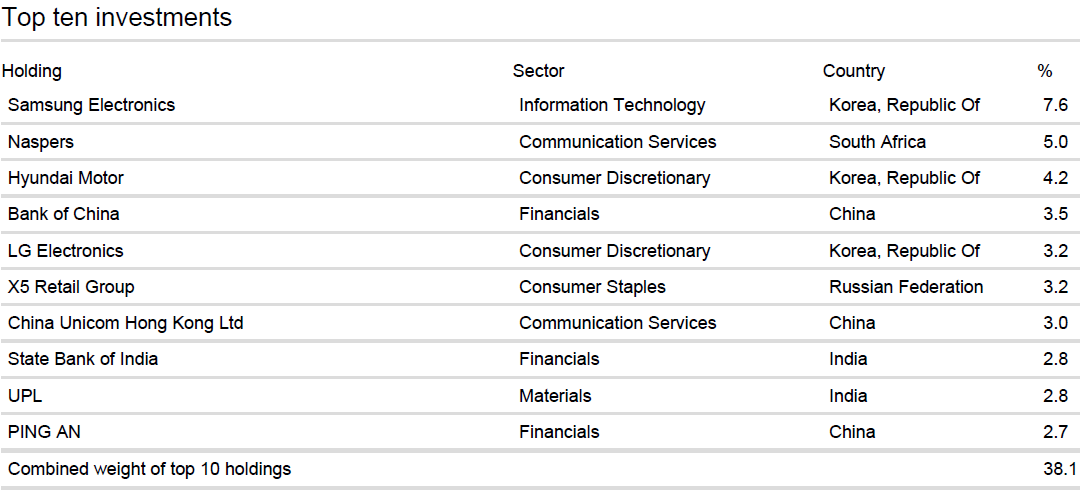 Top ten investments
Holding Sector Country %
Samsung Electronics Information Technology Korea, Republic Of 7.6
Naspers Communication Services South Africa 5.0
Hyundai Motor Consumer Discretionary Korea, Republic Of 4.2
Bank of China Financials China 3.5
LG Electronics Consumer Discretionary Korea, Republic Of 3.2
X5 Retail Group Consumer Staples Russian Federation 3.2
China Unicom Hong Kong Ltd Communication Services China 3.0
State Bank of India Financials India 2.8
UPL Materials India 2.8
PING AN Financials China 2.7
Combined weight of top 10 holdings 38.1